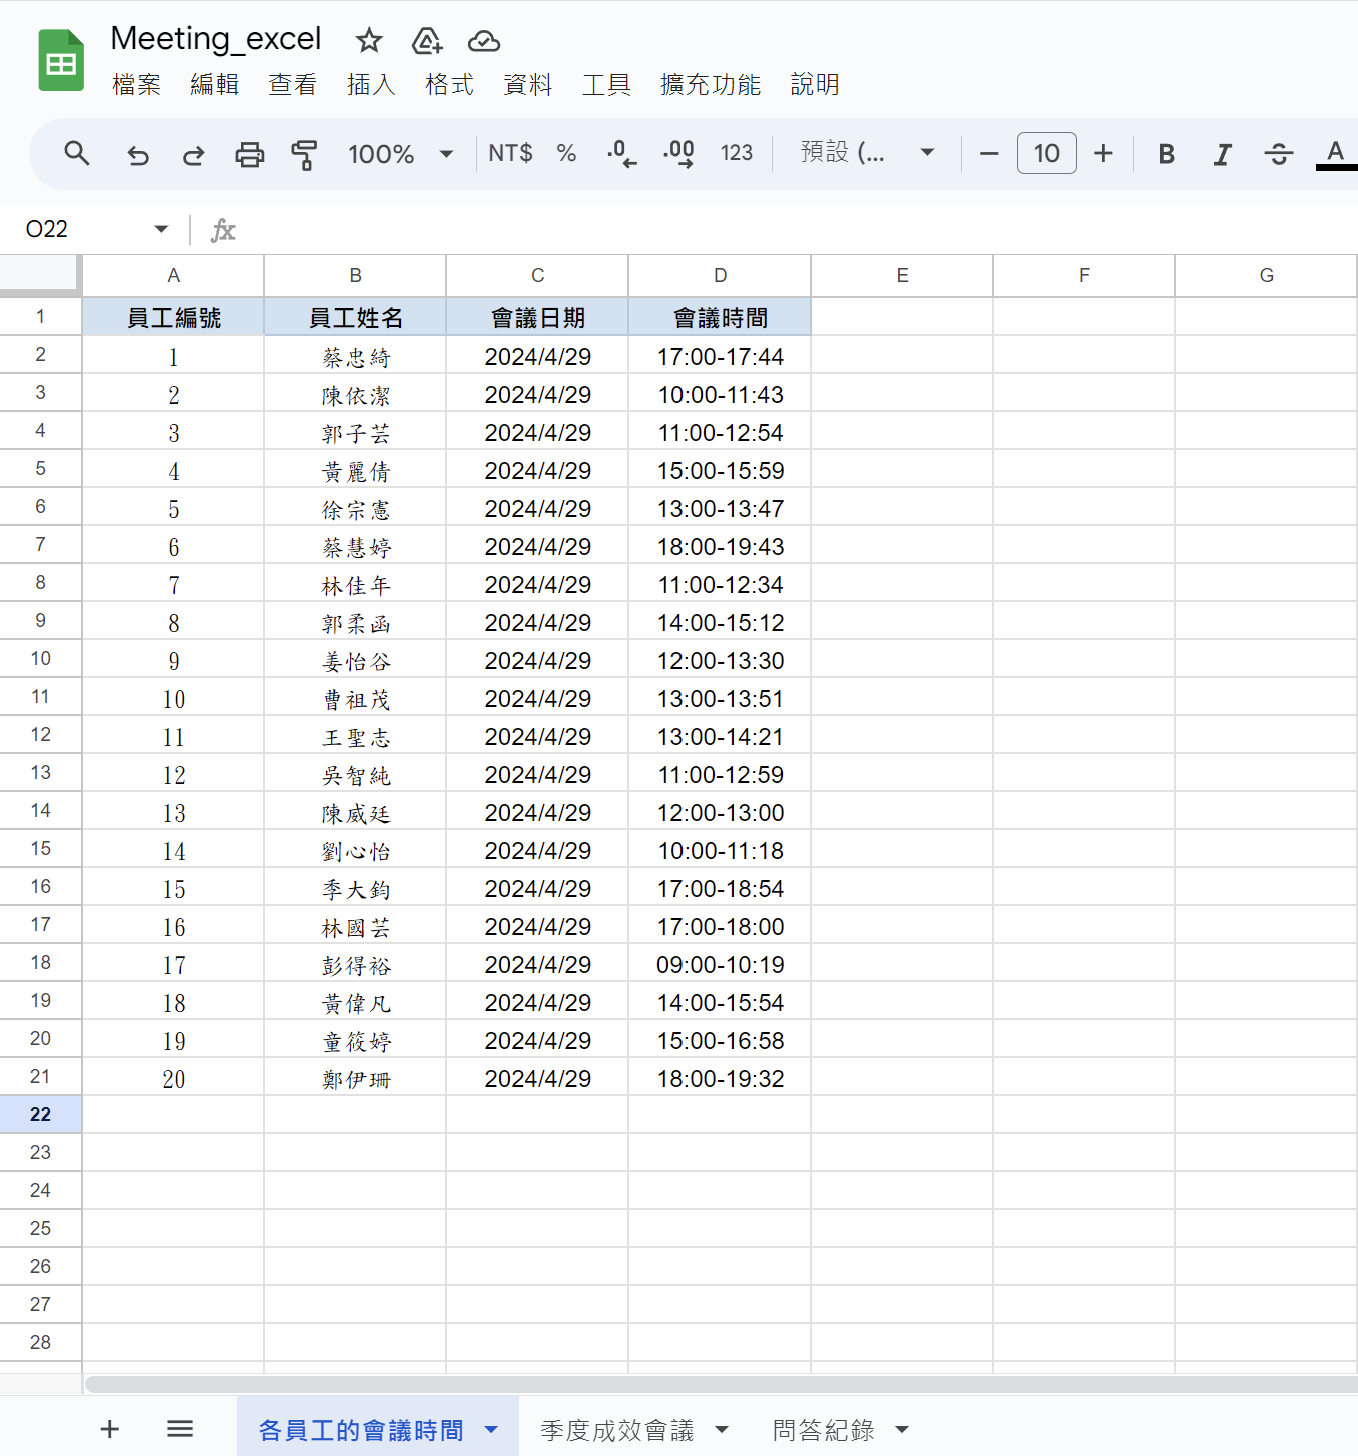 Meeting_excel
檔案 編輯 查看 插入 格式 資料 工具 擴充功能 說明
100% NT$ % .0 .00 123 預設 (... 10 B I S A
O22 fx
A B C D E F G
1 員工編號 員工姓名 會議日期 會議時間
2 1 蔡忠綺 2024/4/29 17:00-17:44
3 2 陳依潔 2024/4/29 10:00-11:43
4 3 郭子芸 2024/4/29 11:00-12:54
5 4 黃麗倩 2024/4/29 15:00-15:59
6 5 徐宗憲 2024/4/29 13:00-13:47
7 6 蔡慧婷 2024/4/29 18:00-19:43
8 7 林佳年 2024/4/29 11:00-12:34
9 8 郭柔函 2024/4/29 14:00-15:12
10 9 姜怡谷 2024/4/29 12:00-13:30
11 10 曹祖茂 2024/4/29 13:00-13:51
12 11 王聖志 2024/4/29 13:00-14:21
13 12 吳智純 2024/4/29 11:00-12:59
14 13 陳威廷 2024/4/29 12:00-13:00
15 14 劉心怡 2024/4/29 10:00-11:18
16 15 季大鈞 2024/4/29 17:00-18:54
17 16 林國芸 2024/4/29 17:00-18:00
18 17 彭得裕 2024/4/29 09:00-10:19
19 18 黃偉凡 2024/4/29 14:00-15:54
20 19 童筱婷 2024/4/29 15:00-16:58
21 20 鄭伊珊 2024/4/29 18:00-19:32
22
23
24
25
26
27
28
各員工的會議時間 季度成效會議 問答紀錄